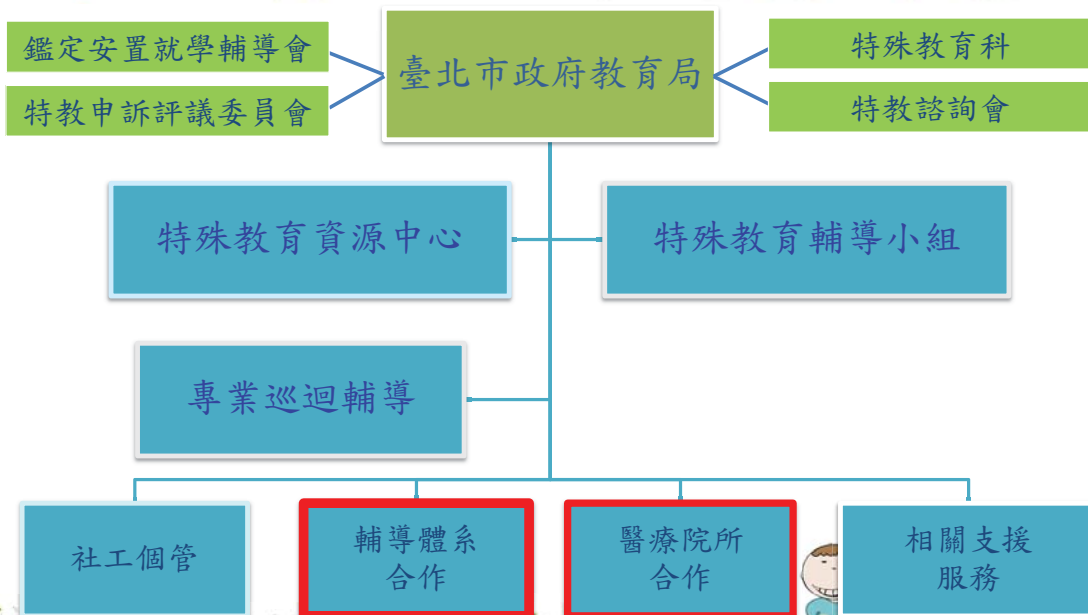 鑑定安置就學輔導會
特教申訴評議委員會
臺北市政府教育局
特殊教育科
特教諮詢會
特殊教育資源中心
特殊教育輔導小組
專業巡迴輔導
社工個管
輔導體系
合作
醫療院所
合作
相關支援
服務